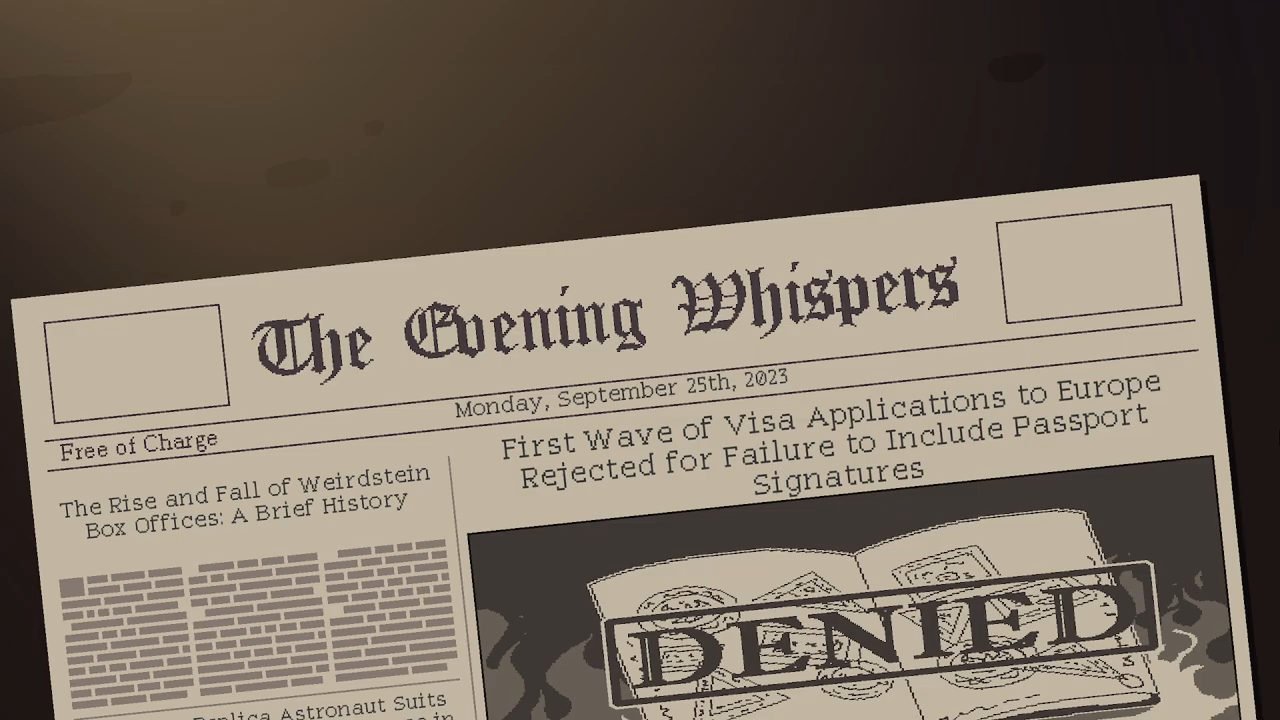 The Evening Whispers
Monday, September 25th, 2023
Free of Charge
First Wave of Visa Applications to Europe
Rejected for Failure to Include Passport
Signatures
The Rise and Fall of Weirdstein
Box Offices: A Brief History
DENIED
Replica Astronaut Suits
in